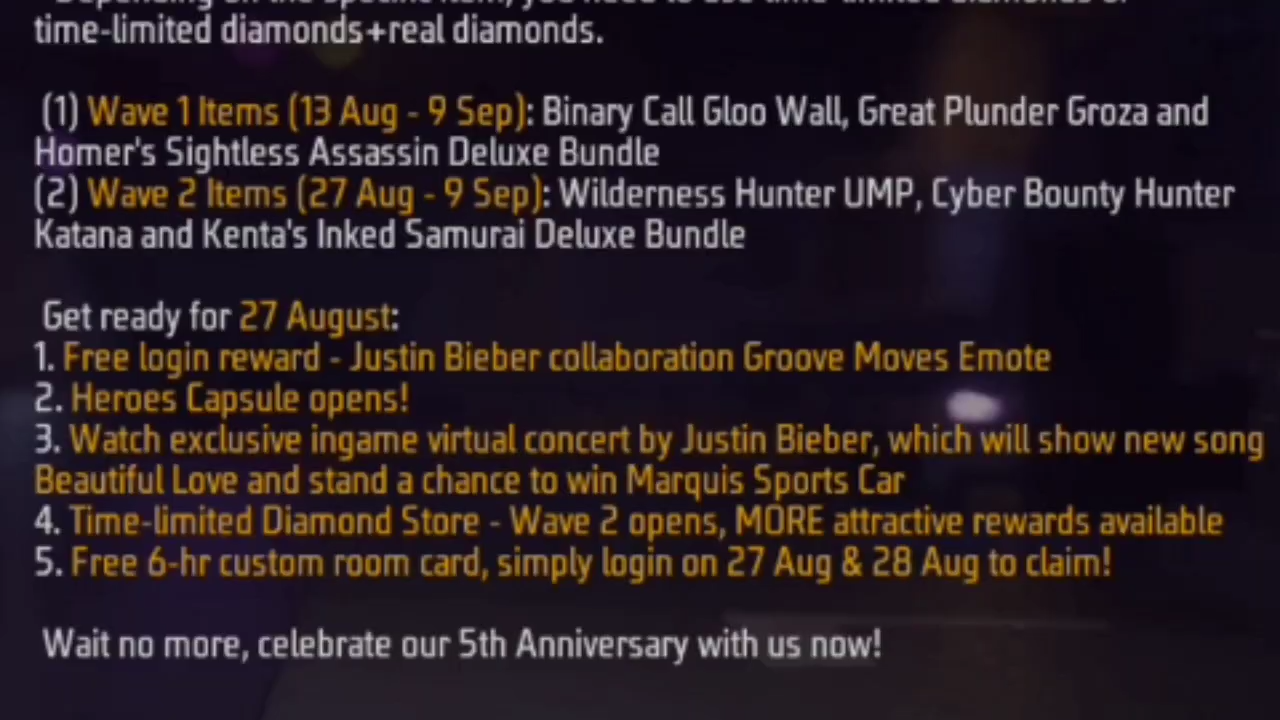 time-limited diamonds+real diamonds.
(1) Wave 1 Items (13 Aug - 9 Sep): Binary Call Gloo Wall, Great Plunder Groza and
Homer's Sightless Assassin Deluxe Bundle
(2) Wave 2 Items (27 Aug - 9 Sep): Wilderness Hunter UMP, Cyber Bounty Hunter
Katana and Kenta's Inked Samurai Deluxe Bundle
Get ready for 27 August:
1. Free login reward - Justin Bieber collaboration Groove Moves Emote
2. Heroes Capsule opens!
3. Watch exclusive ingame virtual concert by Justin Bieber, which will show new song
Beautiful Love and stand a chance to win Marquis Sports Car
4. Time-limited Diamond Store - Wave 2 opens, MORE attractive rewards available
5. Free 6-hr custom room card, simply login on 27 Aug & 28 Aug to claim!
Wait no more, celebrate our 5th Anniversary with us now!